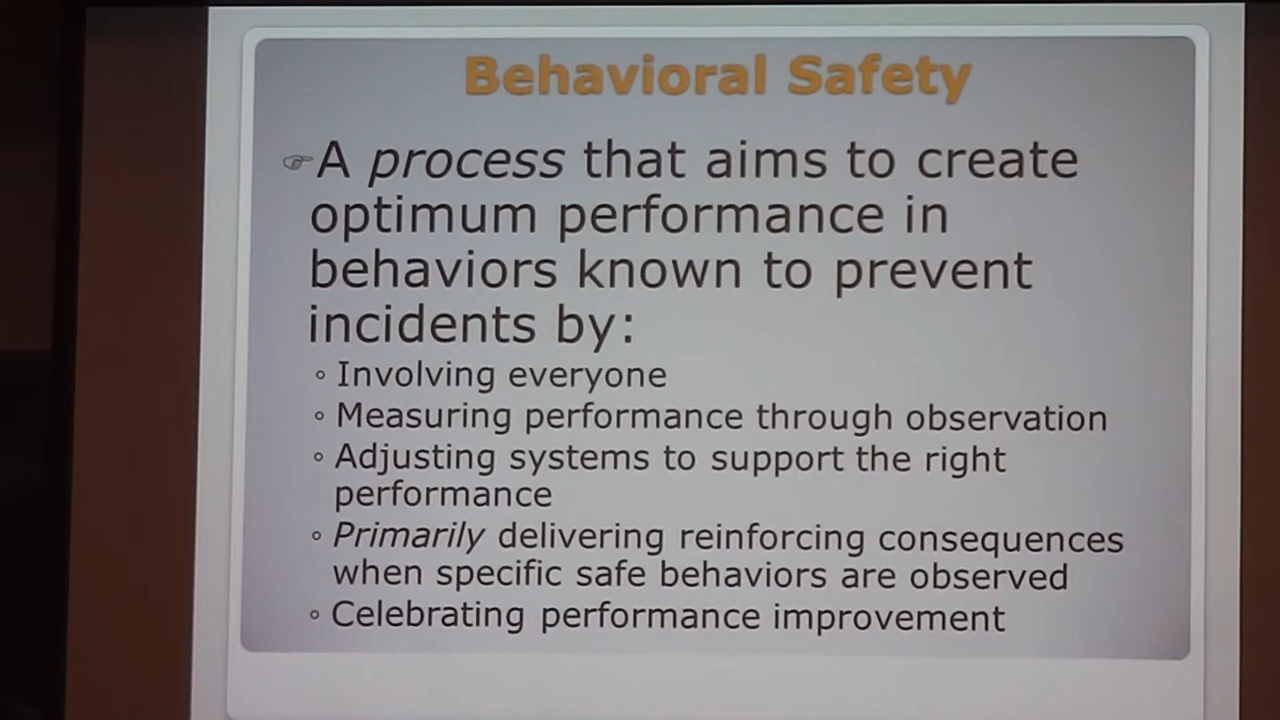 Behavioral Safety
☞A process that aims to create
optimum performance in
behaviors known to prevent
incidents by:
◦ Involving everyone
◦ Measuring performance through observation
◦ Adjusting systems to support the right
performance
◦ Primarily delivering reinforcing consequences
when specific safe behaviors are observed
◦ Celebrating performance improvement